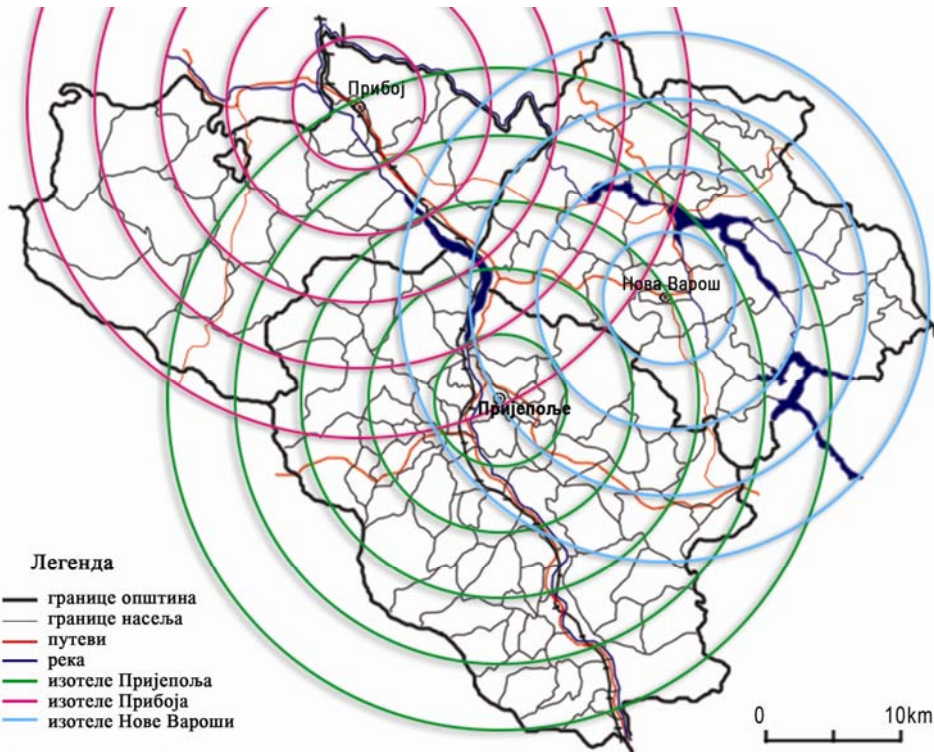 Прибој
Нова Варош
Пријепоље
Легенда
границе општина
границе насеља
путеви
река
изотеле Пријепоља
изотеле Прибоја
изотеле Нове Вароши
0 10km